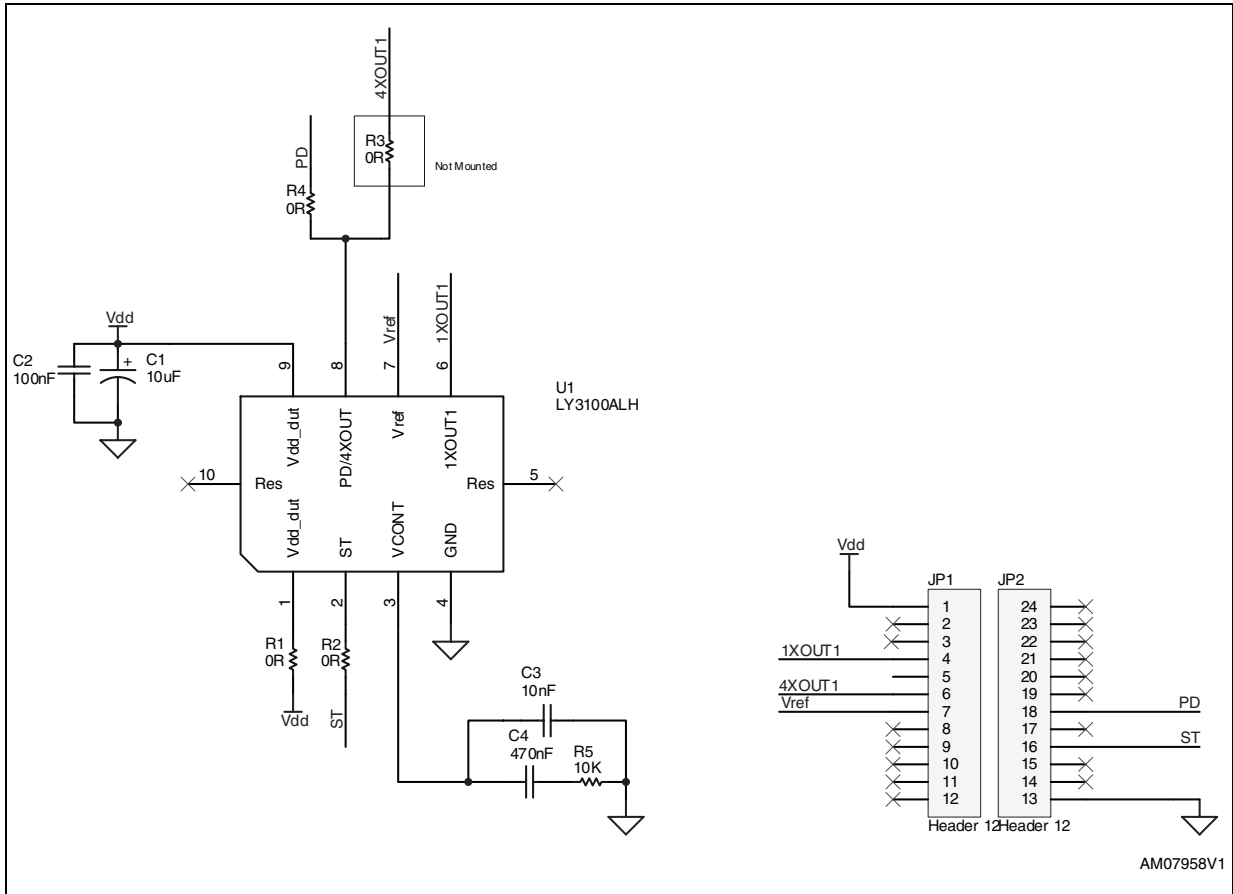 4XOUT1
R3
0R
Not Mounted
PD
R4
0R
Vref
1XOUT1
Vdd
C2
100nF
+
C1
10uF
9
8
7
6
U1
LY3100ALH
Vdd_dut
PD/4XOUT
Vref
1XOUT1
10
Res
Res
5
Vdd_dut
ST
VCONT
GND
1
2
3
4
R1
0R
R2
0R
Vdd
ST
C3
10nF
C4
470nF
R5
10K
Vdd
JP1
JP2
1
2
3
4
5
6
7
8
9
10
11
12
1XOUT1
4XOUT1
Vref
24
23
22
21
20
19
18
17
16
15
14
13
PD
ST
Header 12
Header 12
AM07958V1